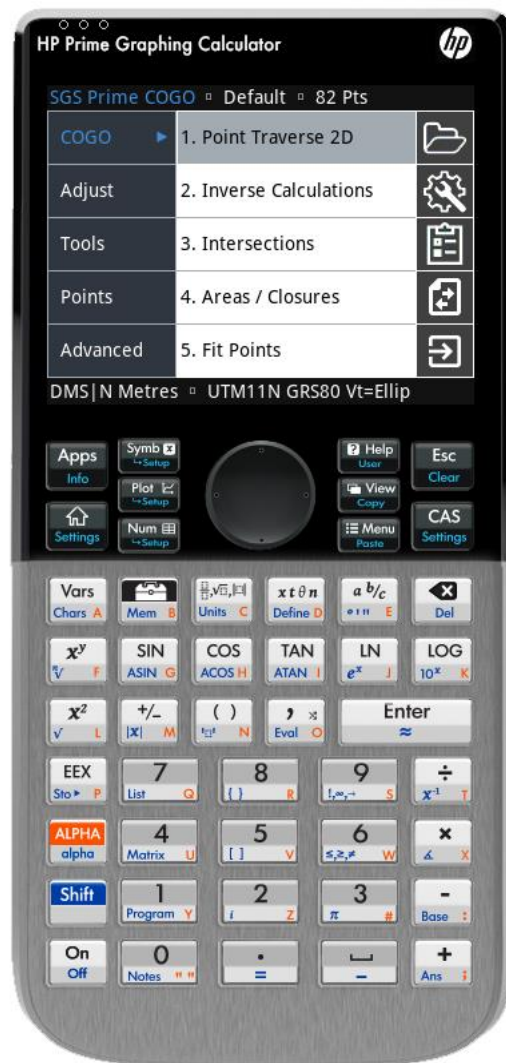 HP Prime Graphing Calculator hp
SGS Prime COGO ▫ Default ▫ 82 Pts
COGO ▸ 1. Point Traverse 2D
Adjust 2. Inverse Calculations
Tools 3. Intersections
Points 4. Areas / Closures
Advanced 5. Fit Points
DMS|N Metres ▫ UTM11N GRS80 Vt=Ellip
Apps Symb Help Esc
Info ↪Setup User Clear
Plot View
↪Setup Copy
Settings Num Menu CAS
↪Setup Paste Settings
Vars xtθn a b/c
Chars A Mem B Units C Define D E Del
x^y SIN COS TAN LN LOG
ⁿ√ F ASIN G ACOS H ATAN I e^x J 10^x K
x² +/- ( ) , Enter
√ L |x| M N Eval O ≈
EEX 7 8 9 ÷
Sto▸ P List Q { } R !,∞,→ S x⁻¹ T
ALPHA 4 5 6 ×
alpha Matrix U [ ] V ≤,≥,≠ W ∡ X
Shift 1 2 3 -
Program Y i Z π # Base :
On 0 . ␣ +
Off Notes " " = _ Ans ;